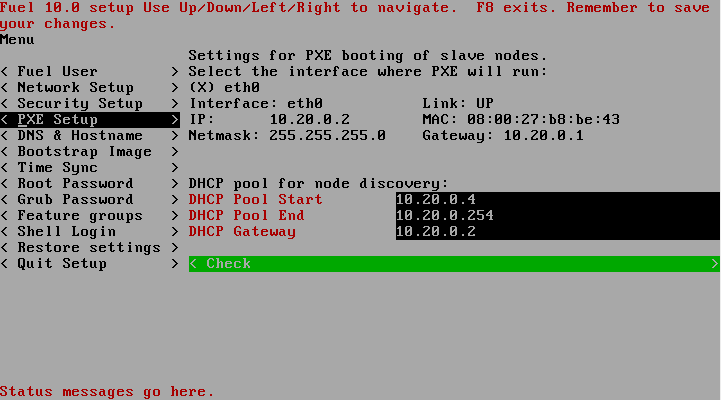 Fuel 10.0 setup Use Up/Down/Left/Right to navigate.  F8 exits. Remember to save
your changes.
Menu
Settings for PXE booting of slave nodes.
< Fuel User > Select the interface where PXE will run:
< Network Setup > (X) eth0
< Security Setup > Interface: eth0 Link: UP
< PXE Setup > IP: 10.20.0.2 MAC: 08:00:27:b8:be:43
< DNS & Hostname > Netmask: 255.255.255.0 Gateway: 10.20.0.1
< Bootstrap Image >
< Time Sync >
< Root Password > DHCP pool for node discovery:
< Grub Password > DHCP Pool Start 10.20.0.4
< Feature groups > DHCP Pool End 10.20.0.254
< Shell Login > DHCP Gateway 10.20.0.2
< Restore settings >
< Quit Setup > < Check >
Status messages go here.